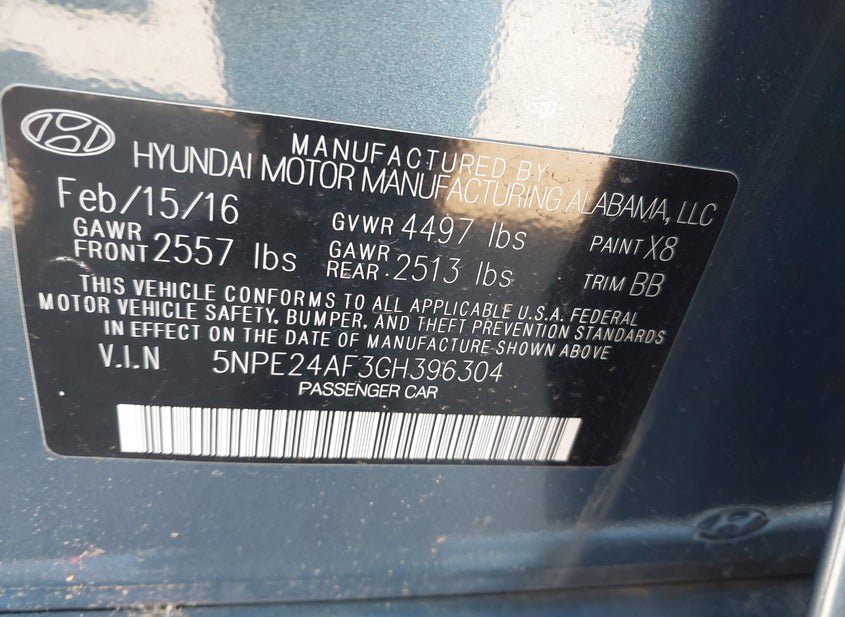 MANUFACTURED BY
HYUNDAI MOTOR MANUFACTURING ALABAMA, LLC
Feb/15/16 GVWR 4497 lbs PAINT X8
GAWR FRONT 2557 lbs GAWR REAR 2513 lbs TRIM BB
THIS VEHICLE CONFORMS TO ALL APPLICABLE U.S.A. FEDERAL
MOTOR VEHICLE SAFETY, BUMPER, AND THEFT PREVENTION STANDARDS
IN EFFECT ON THE DATE OF MANUFACTURE SHOWN ABOVE
V.I.N 5NPE24AF3GH396304
PASSENGER CAR